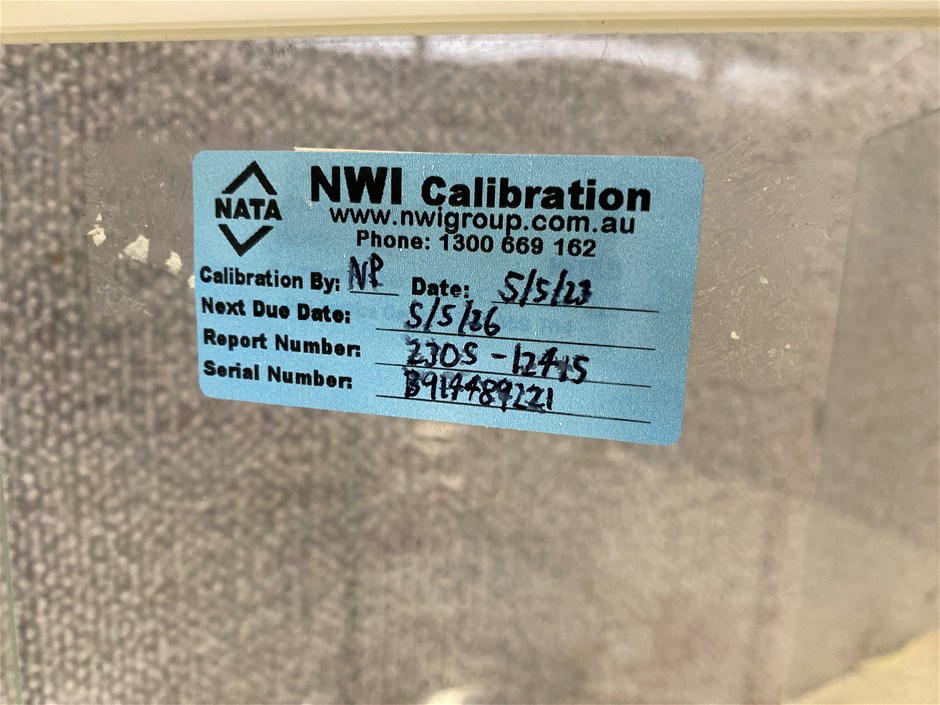 NATA
NWI Calibration
www.nwigroup.com.au
Phone: 1300 669 162
Calibration By: NP Date: 5/5/23
Next Due Date: 5/5/26
Report Number: 2305-12415
Serial Number: B914489221